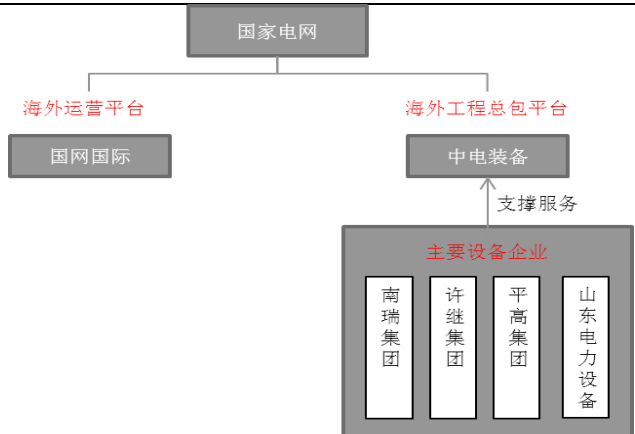 国家电网
海外运营平台
海外工程总包平台
国网国际
中电装备
支撑服务
主要设备企业
南瑞集团
许继集团
平高集团
山东电力设备